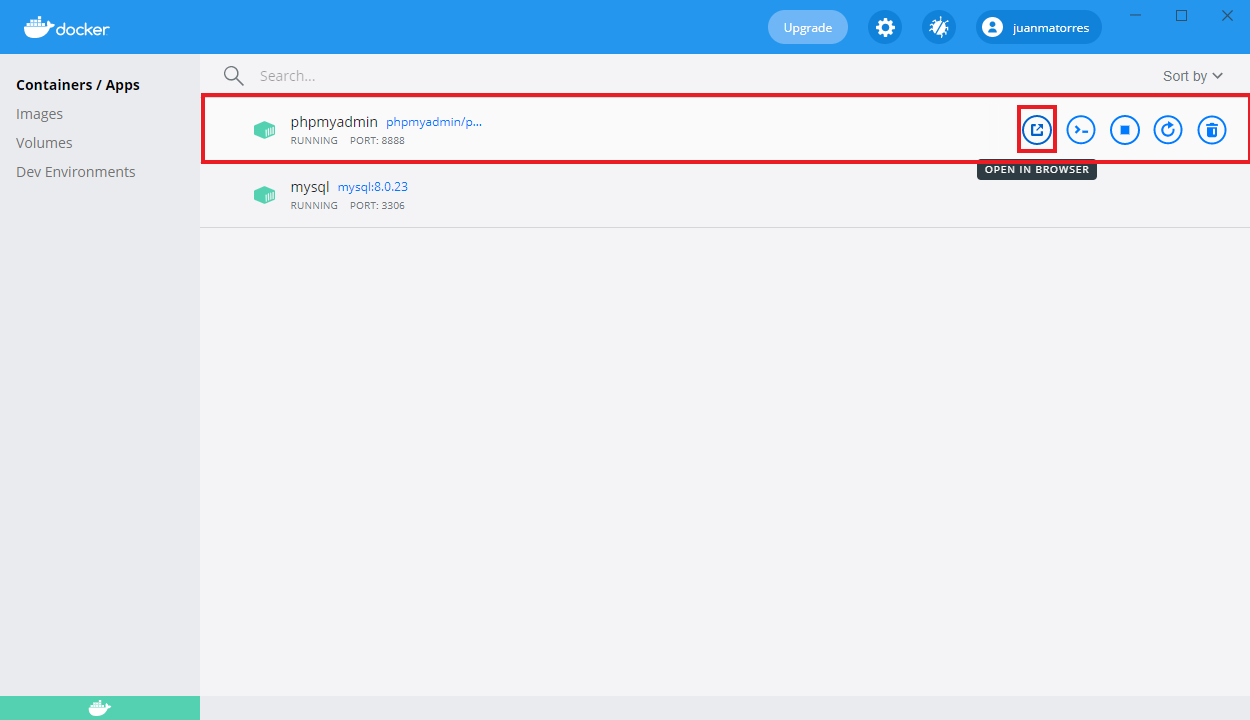 docker
Upgrade
juanmatorres
Containers / Apps
Images
Volumes
Dev Environments
Search...
Sort by
phpmyadmin phpmyadmin/p...
RUNNING PORT: 8888
OPEN IN BROWSER
mysql mysql:8.0.23
RUNNING PORT: 3306